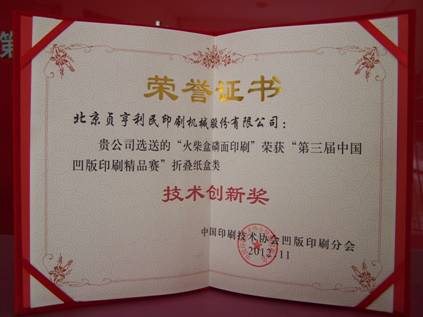 第
荣誉证书
北京贞亨利民印刷机械股份有限公司：
贵公司选送的“火柴盒磷面印刷”荣获“第三届中国
凹版印刷精品赛”折叠纸盒类
技术创新奖
中国印刷技术协会凹版印刷分会
2012.11